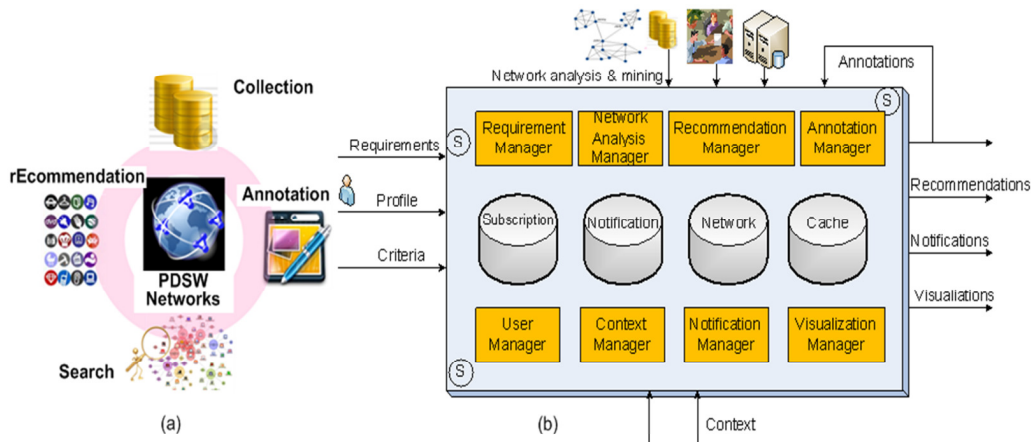 Collection
rEcommendation
Annotation
PDSW
Networks
Search
(a)
Network analysis & mining
Annotations
S
S
Requirement
Manager
Network
Analysis
Manager
Recommendation
Manager
Annotation
Manager
Requirements
Profile
Criteria
Subscription
Notification
Network
Cache
Recommendations
Notifications
Visualiations
User
Manager
Context
Manager
Notification
Manager
Visualization
Manager
S
(b)
Context